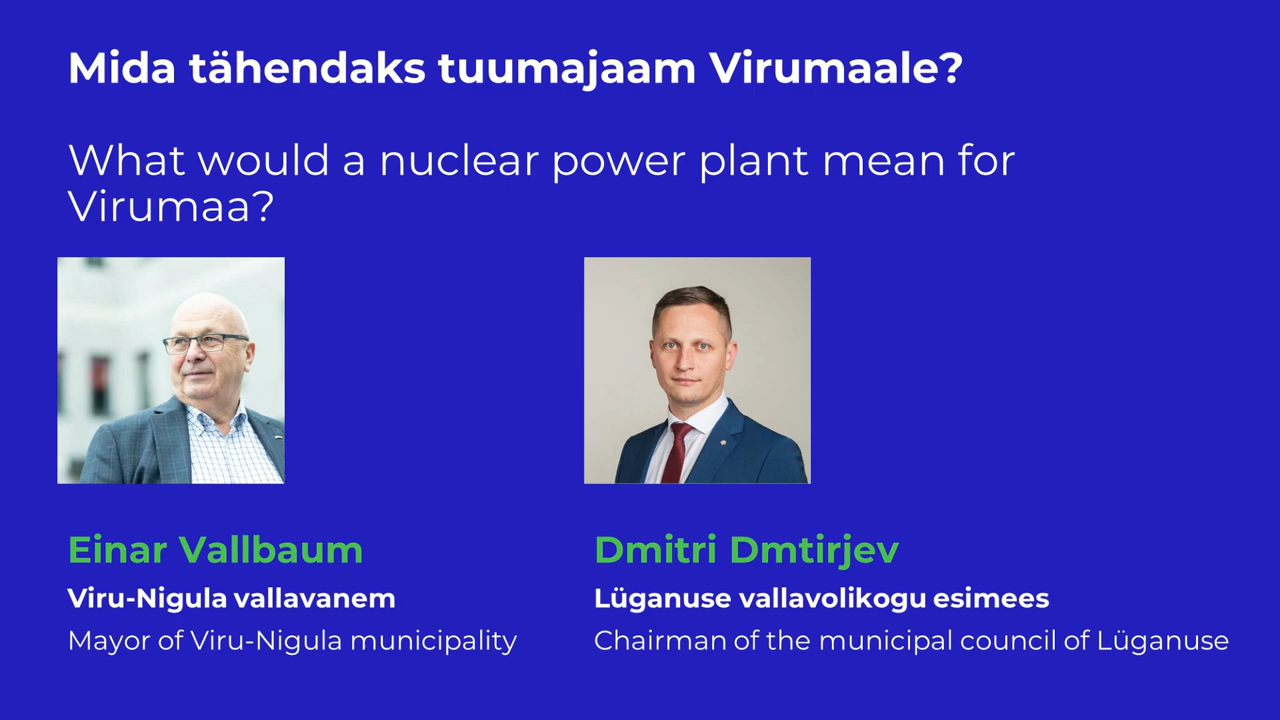 Mida tähendaks tuumajaam Virumaale?
What would a nuclear power plant mean for
Virumaa?
Einar Vallbaum
Viru-Nigula vallavanem
Mayor of Viru-Nigula municipality
Dmitri Dmtirjev
Lüganuse vallavolikogu esimees
Chairman of the municipal council of Lüganuse